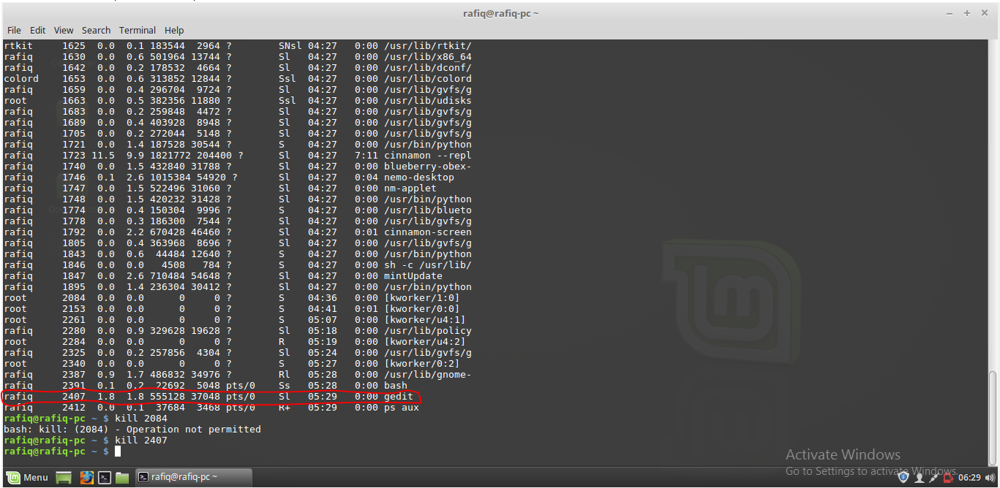 rafiq@rafiq-pc ~
File Edit View Search Terminal Help
rtkit 1625 0.0 0.1 183544 2964 ? SNsl 04:27 0:00 /usr/lib/rtkit/
rafiq 1630 0.0 0.6 501964 13744 ? Sl 04:27 0:00 /usr/lib/x86_64
rafiq 1642 0.0 0.2 178532 4664 ? Sl 04:27 0:00 /usr/lib/dconf/
colord 1653 0.0 0.6 313852 12844 ? Ssl 04:27 0:00 /usr/lib/colord
rafiq 1659 0.0 0.4 296704 9724 ? Sl 04:27 0:00 /usr/lib/gvfs/g
root 1663 0.0 0.5 382356 11880 ? Ssl 04:27 0:00 /usr/lib/udisks
rafiq 1683 0.0 0.2 259848 4472 ? Sl 04:27 0:00 /usr/lib/gvfs/g
rafiq 1689 0.0 0.4 403928 8948 ? Sl 04:27 0:00 /usr/lib/gvfs/g
rafiq 1705 0.0 0.2 272044 5148 ? Sl 04:27 0:00 /usr/lib/gvfs/g
rafiq 1721 0.0 1.4 187528 30544 ? S 04:27 0:00 /usr/bin/python
rafiq 1723 11.5 9.9 1821772 204400 ? Sl 04:27 7:11 cinnamon --repl
rafiq 1740 0.0 1.5 432840 31788 ? Sl 04:27 0:00 blueberry-obex-
rafiq 1746 0.1 2.6 1015384 54920 ? Sl 04:27 0:04 nemo-desktop
rafiq 1747 0.0 1.5 522496 31060 ? Sl 04:27 0:00 nm-applet
rafiq 1748 0.0 1.5 420232 31428 ? Sl 04:27 0:00 /usr/bin/python
rafiq 1774 0.0 0.4 150304 9996 ? S 04:27 0:00 /usr/lib/blueto
rafiq 1778 0.0 0.3 186300 7544 ? Sl 04:27 0:00 /usr/lib/gvfs/g
rafiq 1792 0.0 2.2 670428 46460 ? Sl 04:27 0:01 cinnamon-screen
rafiq 1805 0.0 0.4 363968 8696 ? Sl 04:27 0:00 /usr/lib/gvfs/g
rafiq 1843 0.0 0.6 44484 12640 ? S 04:27 0:00 /usr/bin/python
rafiq 1846 0.0 0.0 4508 784 ? S 04:27 0:00 sh -c /usr/lib/
rafiq 1847 0.0 2.6 710484 54648 ? Sl 04:27 0:00 mintUpdate
rafiq 1895 0.0 1.4 236304 30412 ? Sl 04:27 0:00 /usr/bin/python
root 2084 0.0 0.0 0 0 ? S 04:36 0:00 [kworker/1:0]
root 2153 0.0 0.0 0 0 ? S 04:41 0:01 [kworker/0:0]
root 2261 0.0 0.0 0 0 ? S 05:07 0:00 [kworker/u4:1]
rafiq 2280 0.0 0.9 329628 19628 ? Sl 05:18 0:00 /usr/lib/policy
root 2284 0.0 0.0 0 0 ? R 05:19 0:00 [kworker/u4:2]
rafiq 2325 0.0 0.2 257856 4304 ? Sl 05:24 0:00 /usr/lib/gvfs/g
root 2340 0.0 0.0 0 0 ? S 05:27 0:00 [kworker/0:2]
rafiq 2387 0.9 1.7 486832 34976 ? Rl 05:28 0:00 /usr/lib/gnome-
rafiq 2391 0.1 0.2 22692 5048 pts/0 Ss 05:28 0:00 bash
rafiq 2407 1.8 1.8 555128 37048 pts/0 Sl 05:29 0:00 gedit
rafiq 2412 0.0 0.1 37684 3468 pts/0 R+ 05:29 0:00 ps aux
rafiq@rafiq-pc ~ $ kill 2084
bash: kill: (2084) - Operation not permitted
rafiq@rafiq-pc ~ $ kill 2407
rafiq@rafiq-pc ~ $
Activate Windows
Go to Settings to activate Windows.
Menu rafiq@rafiq-pc ~ 06:29